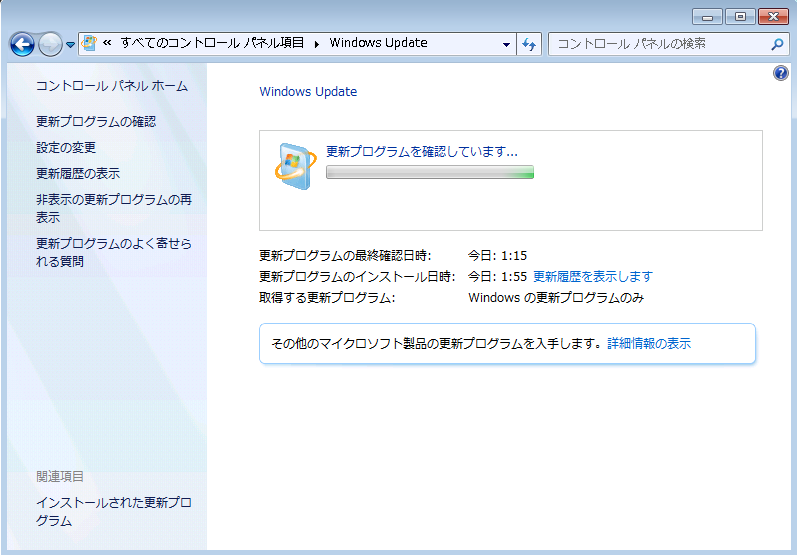 « すべてのコントロール パネル項目 ▸ Windows Update
コントロール パネルの検索
コントロール パネル ホーム
更新プログラムの確認
設定の変更
更新履歴の表示
非表示の更新プログラムの再
表示
更新プログラムのよく寄せら
れる質問
関連項目
インストールされた更新プロ
グラム
Windows Update
更新プログラムを確認しています...
更新プログラムの最終確認日時: 今日: 1:15
更新プログラムのインストール日時: 今日: 1:55 更新履歴を表示します
取得する更新プログラム: Windows の更新プログラムのみ
その他のマイクロソフト製品の更新プログラムを入手します。詳細情報の表示